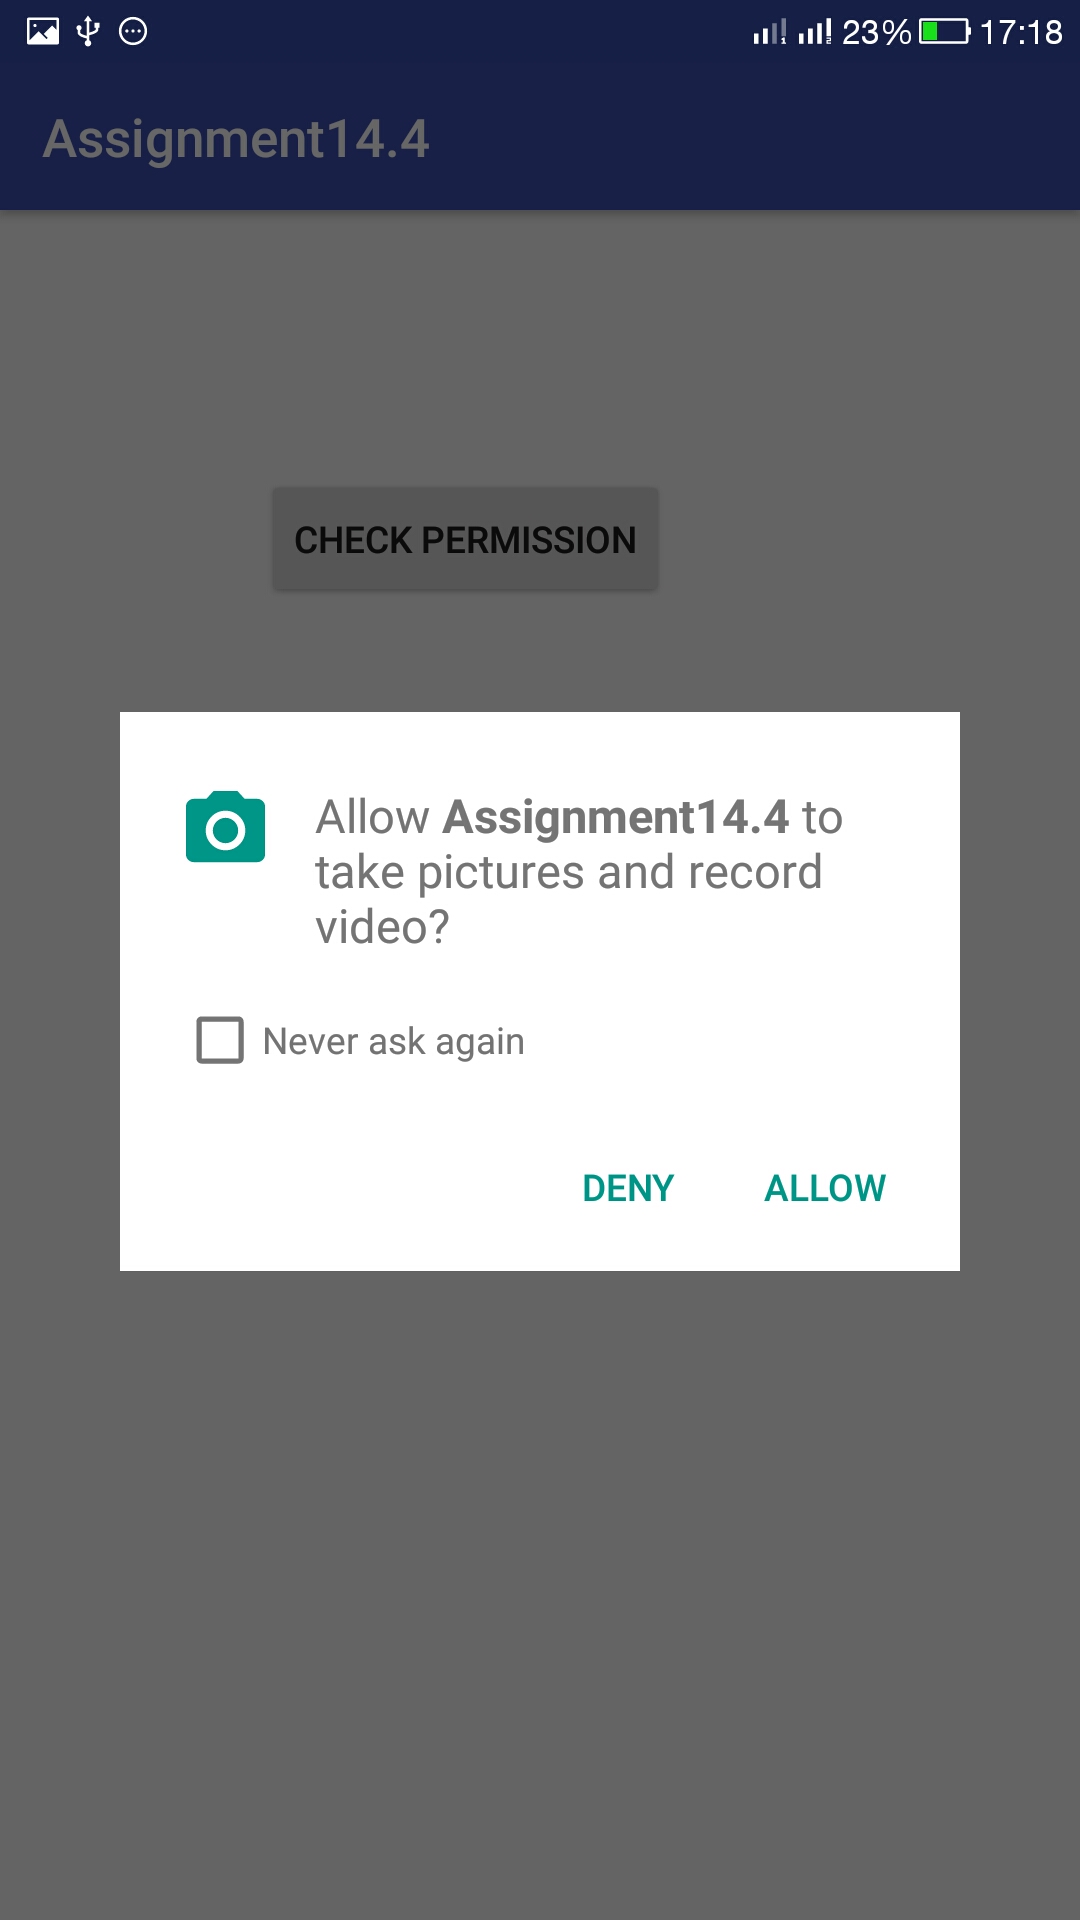 23% 17:18
Assignment14.4
CHECK PERMISSION
Allow Assignment14.4 to
take pictures and record
video?
Never ask again
DENY ALLOW